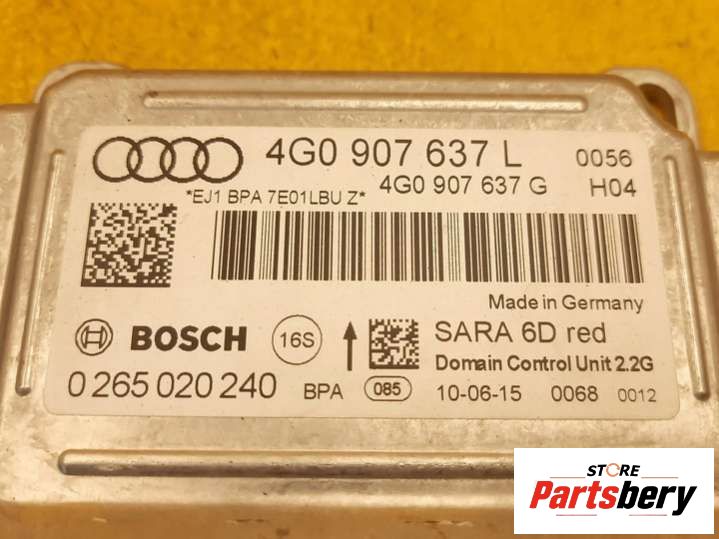 4G0 907 637 L 0056
*EJ1 BPA 7E01LBU Z* 4G0 907 637 G H04
Made in Germany
BOSCH 16S SARA 6D red
Domain Control Unit 2.2G
0 265 020 240 BPA 085 10-06-15 0068 0012
STORE
Partsbery